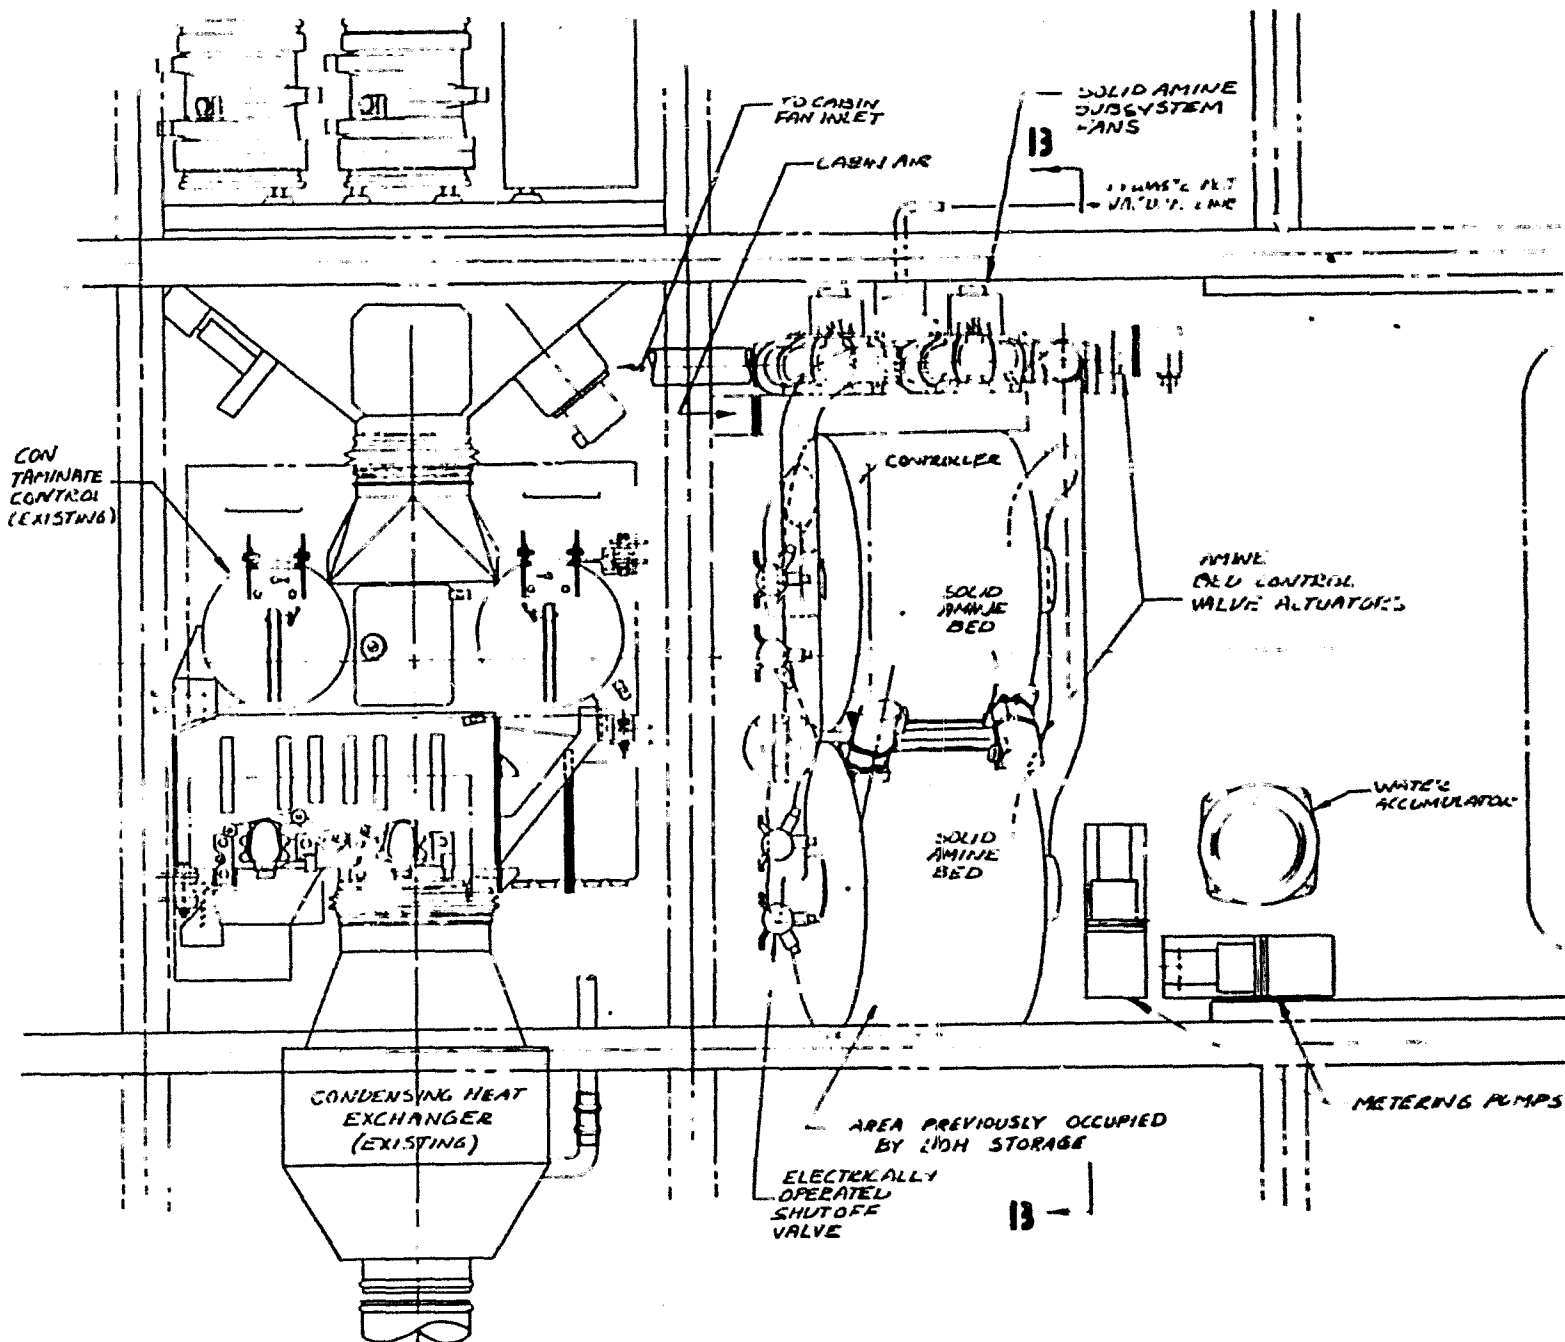 TO CABIN
FAN INLET
CABIN AIR
SOLID AMINE
SUBSYSTEM
FANS
B
VACUUM LINE
CON
TAMINATE
CONTROL
(EXISTING)
CONTROLLER
SOLID
AMINE
BED
AMINE
BED CONTROL
VALVE ACTUATORS
WATER
ACCUMULATOR
SOLID
AMINE
BED
CONDENSING HEAT
EXCHANGER
(EXISTING)
METERING PUMPS
AREA PREVIOUSLY OCCUPIED
BY LIOH STORAGE
ELECTRICALLY
OPERATED
SHUTOFF
VALVE
B